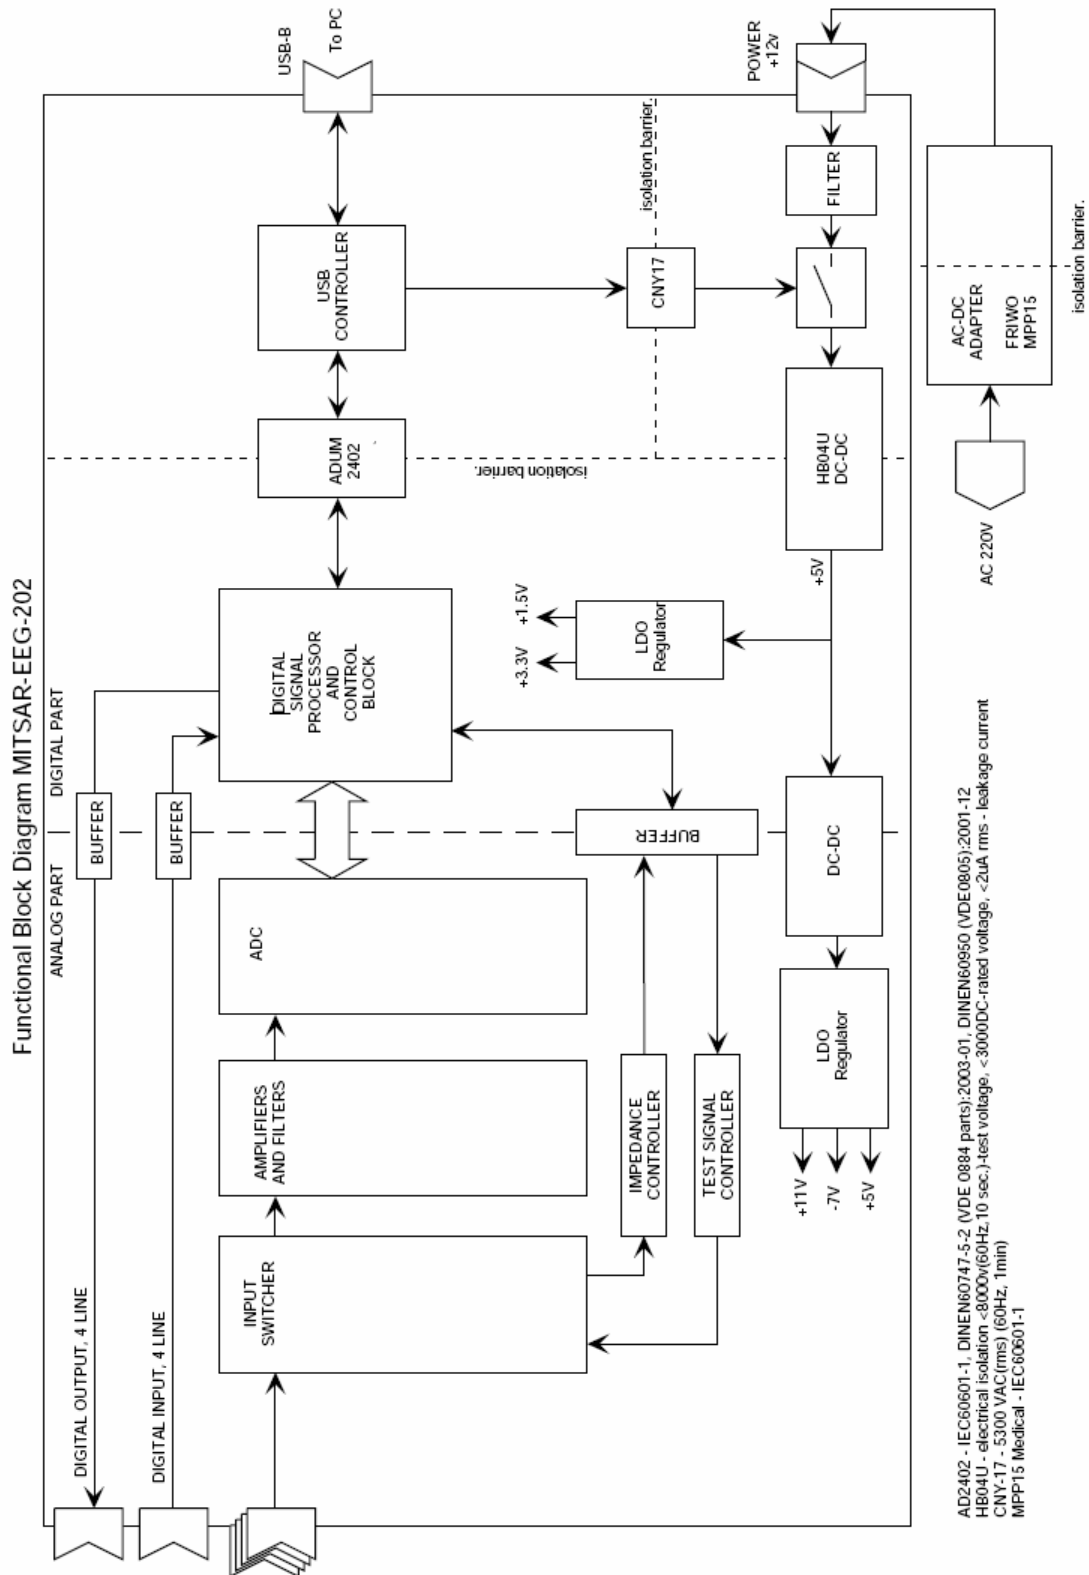 Functional Block Diagram MITSAR-EEG-202
ANALOG PART
DIGITAL PART
DIGITAL OUTPUT, 4 LINE
BUFFER
DIGITAL INPUT, 4 LINE
BUFFER
USB-B
To PC
INPUT
SWITCHER
AMPLIFIERS
AND FILTERS
ADC
DIGITAL
SIGNAL
PROCESSOR
AND
CONTROL
BLOCK
ADUM
2402
USB
CONTROLLER
isolation barrier.
isolation barrier.
CNY17
IMPEDANCE
CONTROLLER
TEST SIGNAL
CONTROLLER
BUFFER
+3.3V
+1.5V
LDO
Regulator
POWER
+12v
FILTER
HB04U
DC-DC
+5V
DC-DC
LDO
Regulator
+11V
-7V
+5V
AC 220V
AC-DC
ADAPTER
FRIWO
MPP15
isolation barrier.
AD2402 - IEC60601-1, DINEN60747-5-2 (VDE 0884 parts):2003-01, DINEN60950 (VDE0805):2001-12
HB04U - electrical isolation <8000v(60Hz,10 sec.)-test voltage, <3000DC-rated voltage, <2uA rms - leakage current
CNY-17 - 5300 VAC(rms) (60Hz, 1min)
MPP15 Medical - IEC60601-1